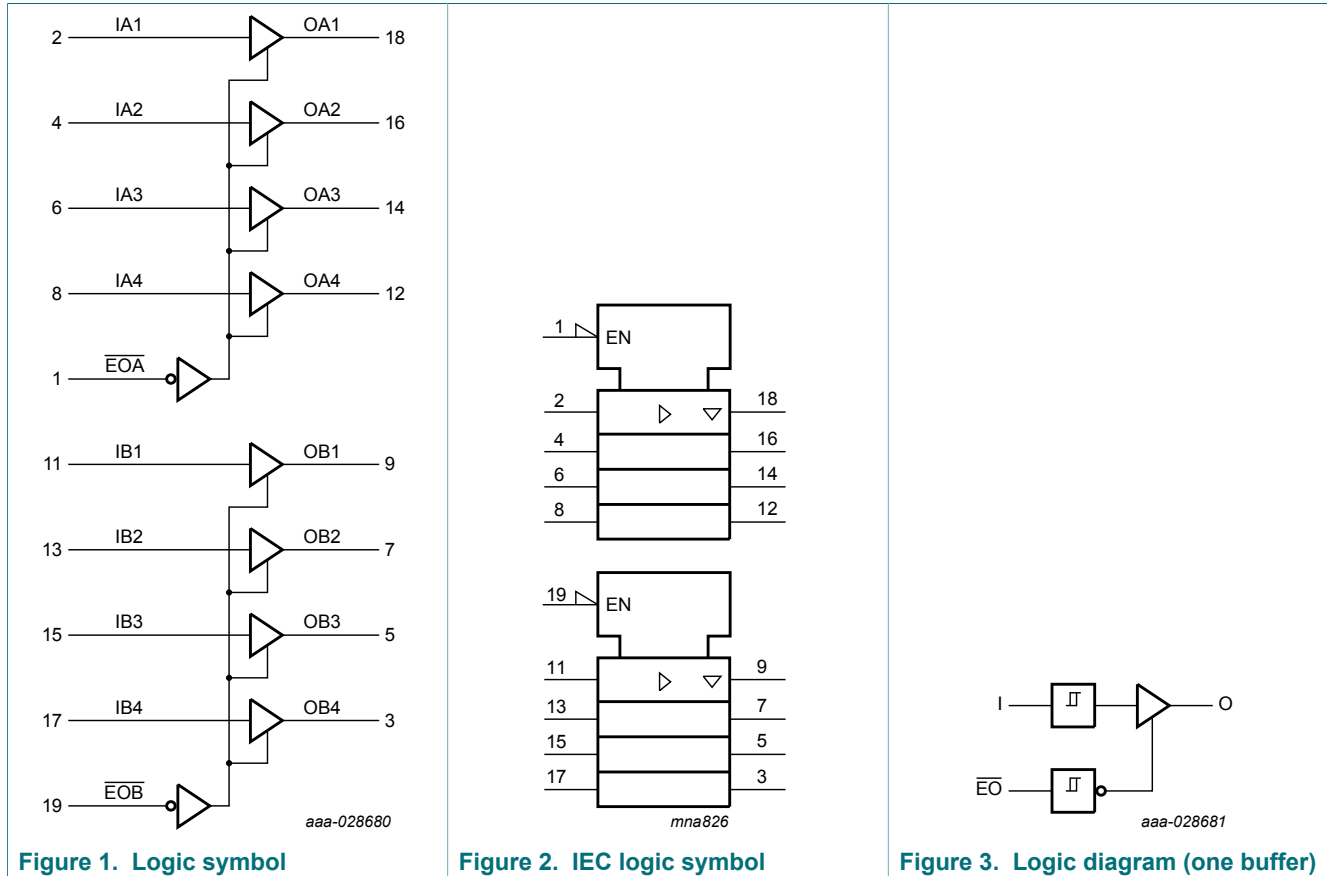 2 IA1 OA1 18
4 IA2 OA2 16
6 IA3 OA3 14
8 IA4 OA4 12
1 EOA
11 IB1 OB1 9
13 IB2 OB2 7
15 IB3 OB3 5
17 IB4 OB4 3
19 EOB
aaa-028680
Figure 1. Logic symbol
1 EN
2 18
4 16
6 14
8 12
19 EN
11 9
13 7
15 5
17 3
mna826
Figure 2. IEC logic symbol
I O
EO
aaa-028681
Figure 3. Logic diagram (one buffer)